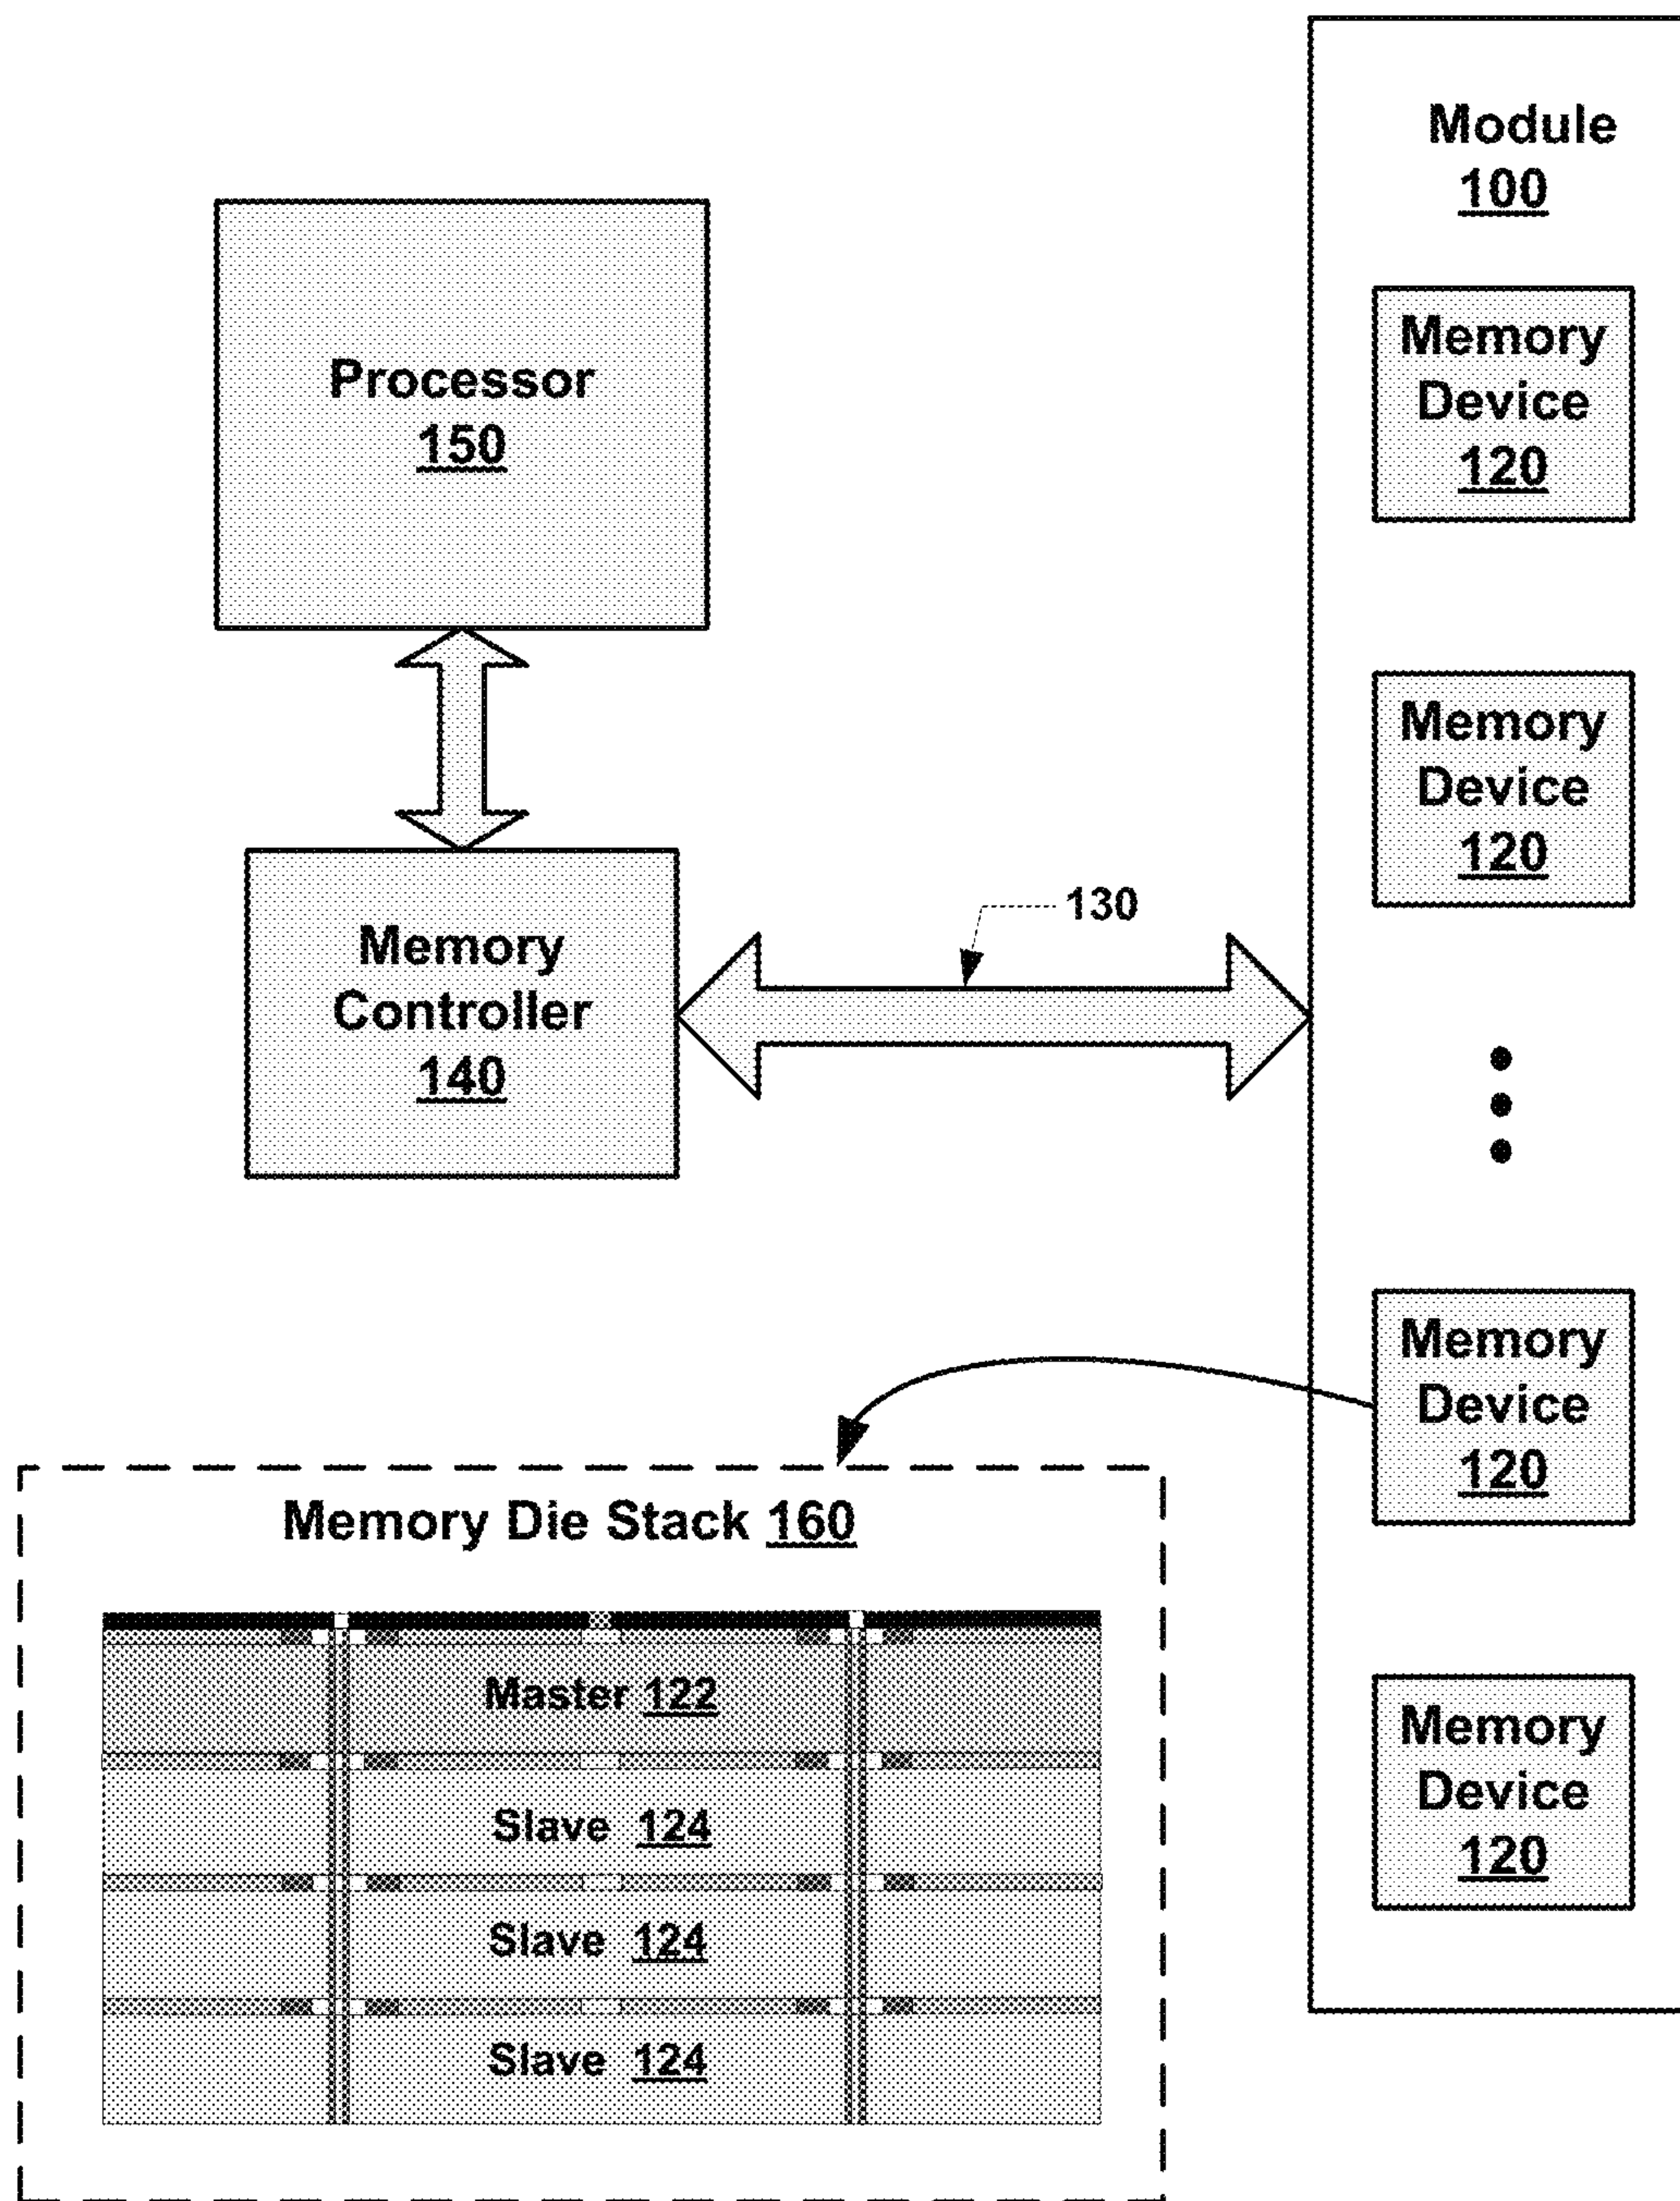 Module
100
Processor
150
Memory
Device
120
Memory
Device
120
130
Memory
Controller
140
Memory
Device
120
Memory Die Stack 160
Master 122
Slave 124
Slave 124
Slave 124
Memory
Device
120